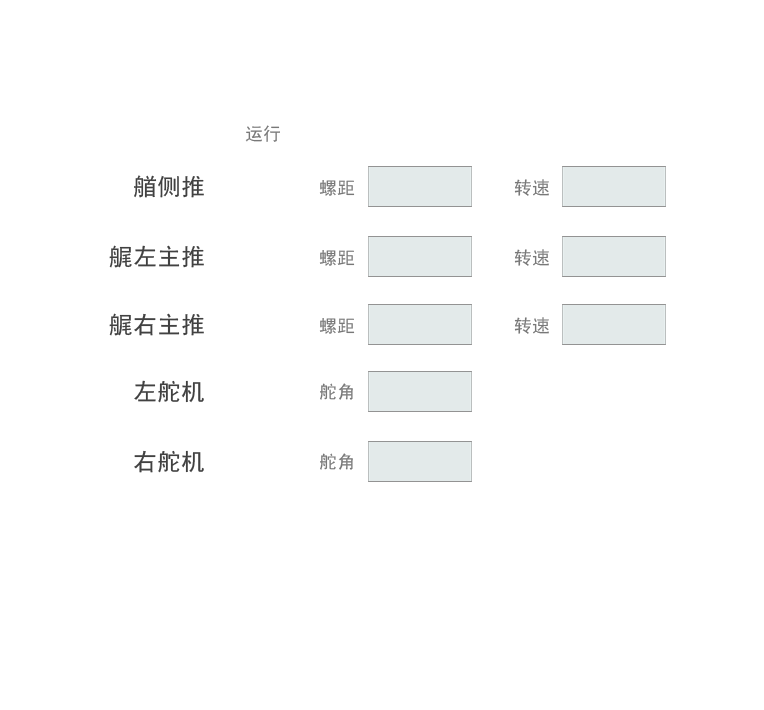 运行
艏侧推 螺距 转速
艉左主推 螺距 转速
艉右主推 螺距 转速
左舵机 舵角
右舵机 舵角